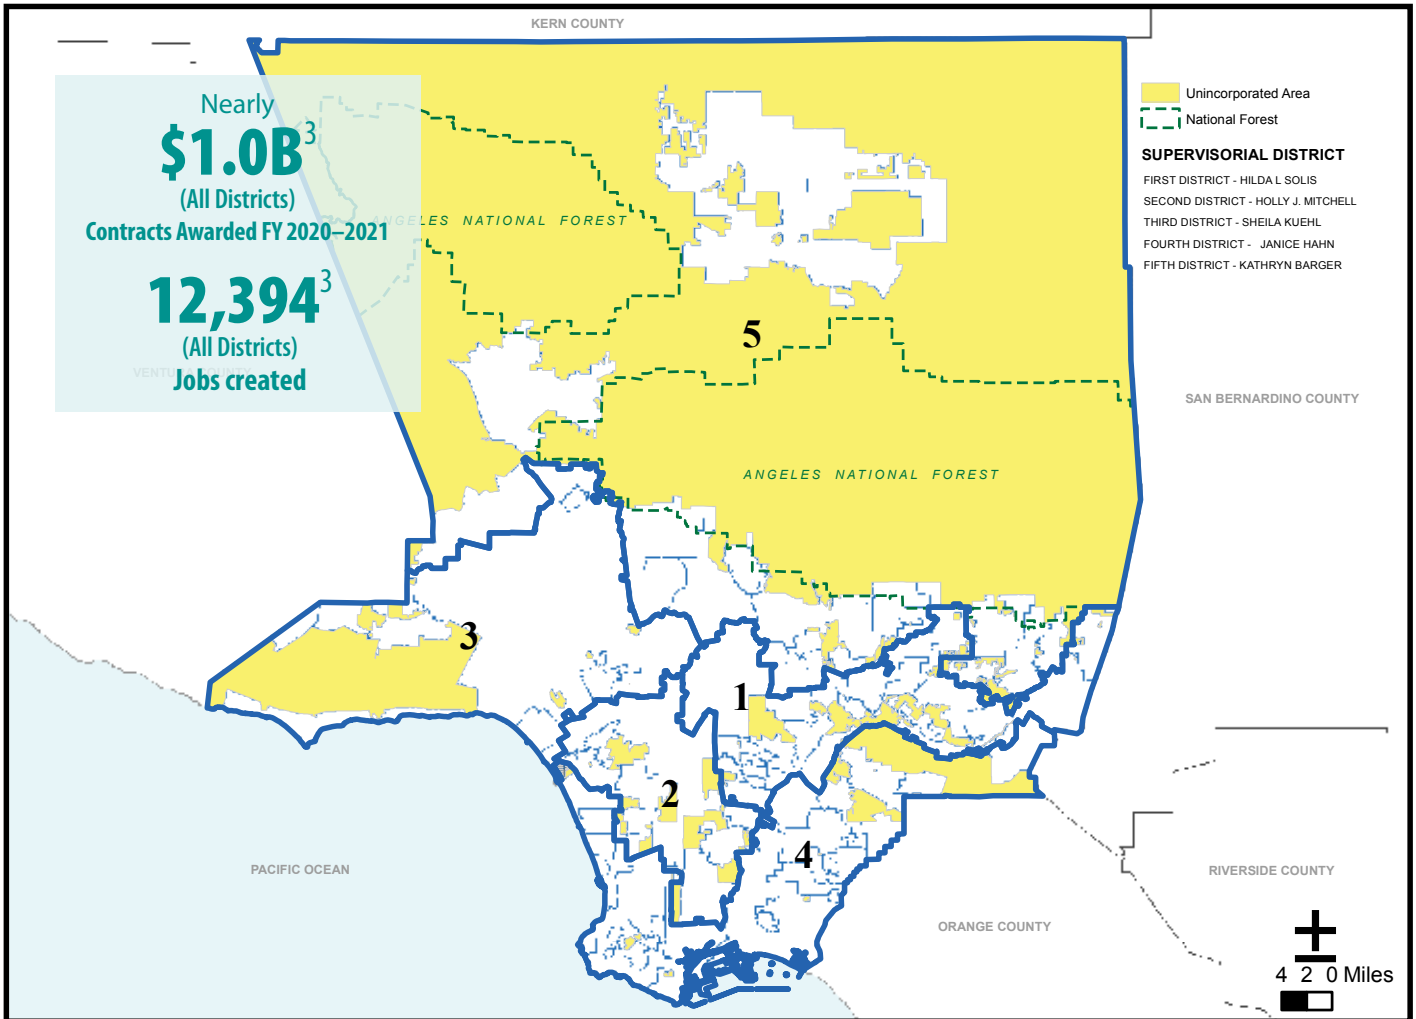 KERN COUNTY
Nearly
$1.0B3
(All Districts)
Contracts Awarded FY 2020–2021
12,3943
(All Districts)
Jobs created
VENTURA COUNTY
ANGELES NATIONAL FOREST
5
ANGELES NATIONAL FOREST
3
1
2
4
PACIFIC OCEAN
Unincorporated Area
National Forest
SUPERVISORIAL DISTRICT
FIRST DISTRICT - HILDA L SOLIS
SECOND DISTRICT - HOLLY J. MITCHELL
THIRD DISTRICT - SHEILA KUEHL
FOURTH DISTRICT - JANICE HAHN
FIFTH DISTRICT - KATHRYN BARGER
SAN BERNARDINO COUNTY
RIVERSIDE COUNTY
ORANGE COUNTY
4 2 0 Miles